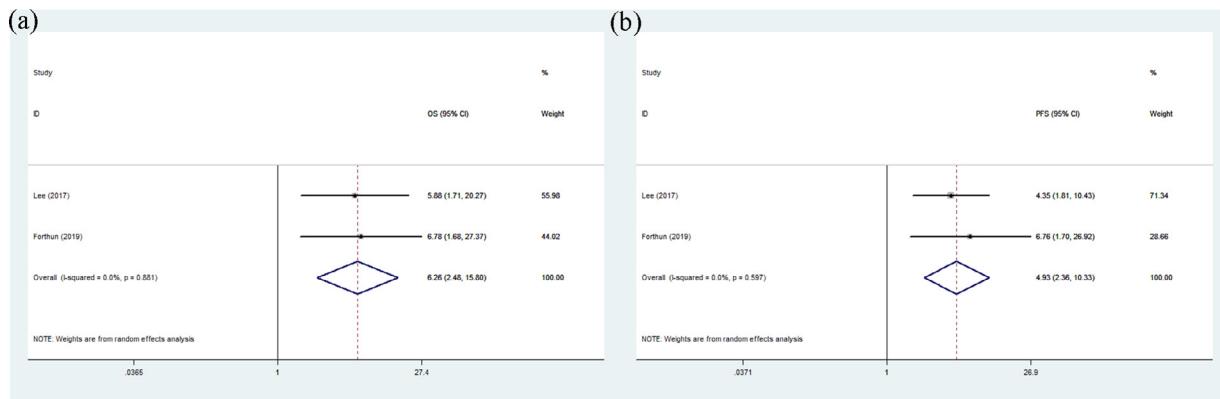 (a)
Study %
ID OS (95% CI) Weight
Lee (2017) 5.88 (1.71, 20.27) 55.98
Forthun (2019) 6.78 (1.68, 27.37) 44.02
Overall (I-squared = 0.0%, p = 0.881) 6.26 (2.48, 15.80) 100.00
NOTE: Weights are from random effects analysis
.0365 1 27.4
(b)
Study %
ID PFS (95% CI) Weight
Lee (2017) 4.35 (1.81, 10.43) 71.34
Forthun (2019) 6.76 (1.70, 26.92) 28.66
Overall (I-squared = 0.0%, p = 0.597) 4.93 (2.36, 10.33) 100.00
NOTE: Weights are from random effects analysis
.0371 1 26.9